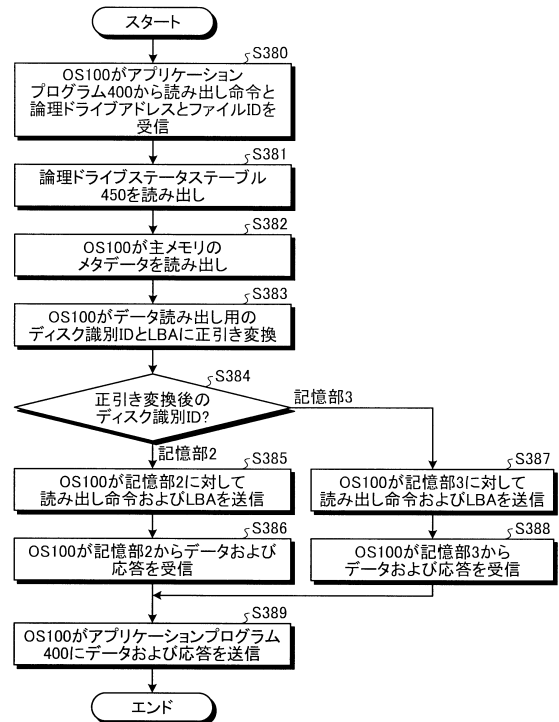 スタート
S380
OS100がアプリケーション
プログラム400から読み出し命令と
論理ドライブアドレスとファイルIDを
受信
S381
論理ドライブステータステーブル
450を読み出し
S382
OS100が主メモリの
メタデータを読み出し
S383
OS100がデータ読み出し用の
ディスク識別IDとLBAに正引き変換
S384
正引き変換後の
ディスク識別ID?
記憶部3
記憶部2
S385
OS100が記憶部2に対して
読み出し命令およびLBAを送信
S387
OS100が記憶部3に対して
読み出し命令およびLBAを送信
S386
OS100が記憶部2からデータおよび
応答を受信
S388
OS100が記憶部3から
データおよび応答を受信
S389
OS100がアプリケーションプログラム
400にデータおよび応答を送信
エンド